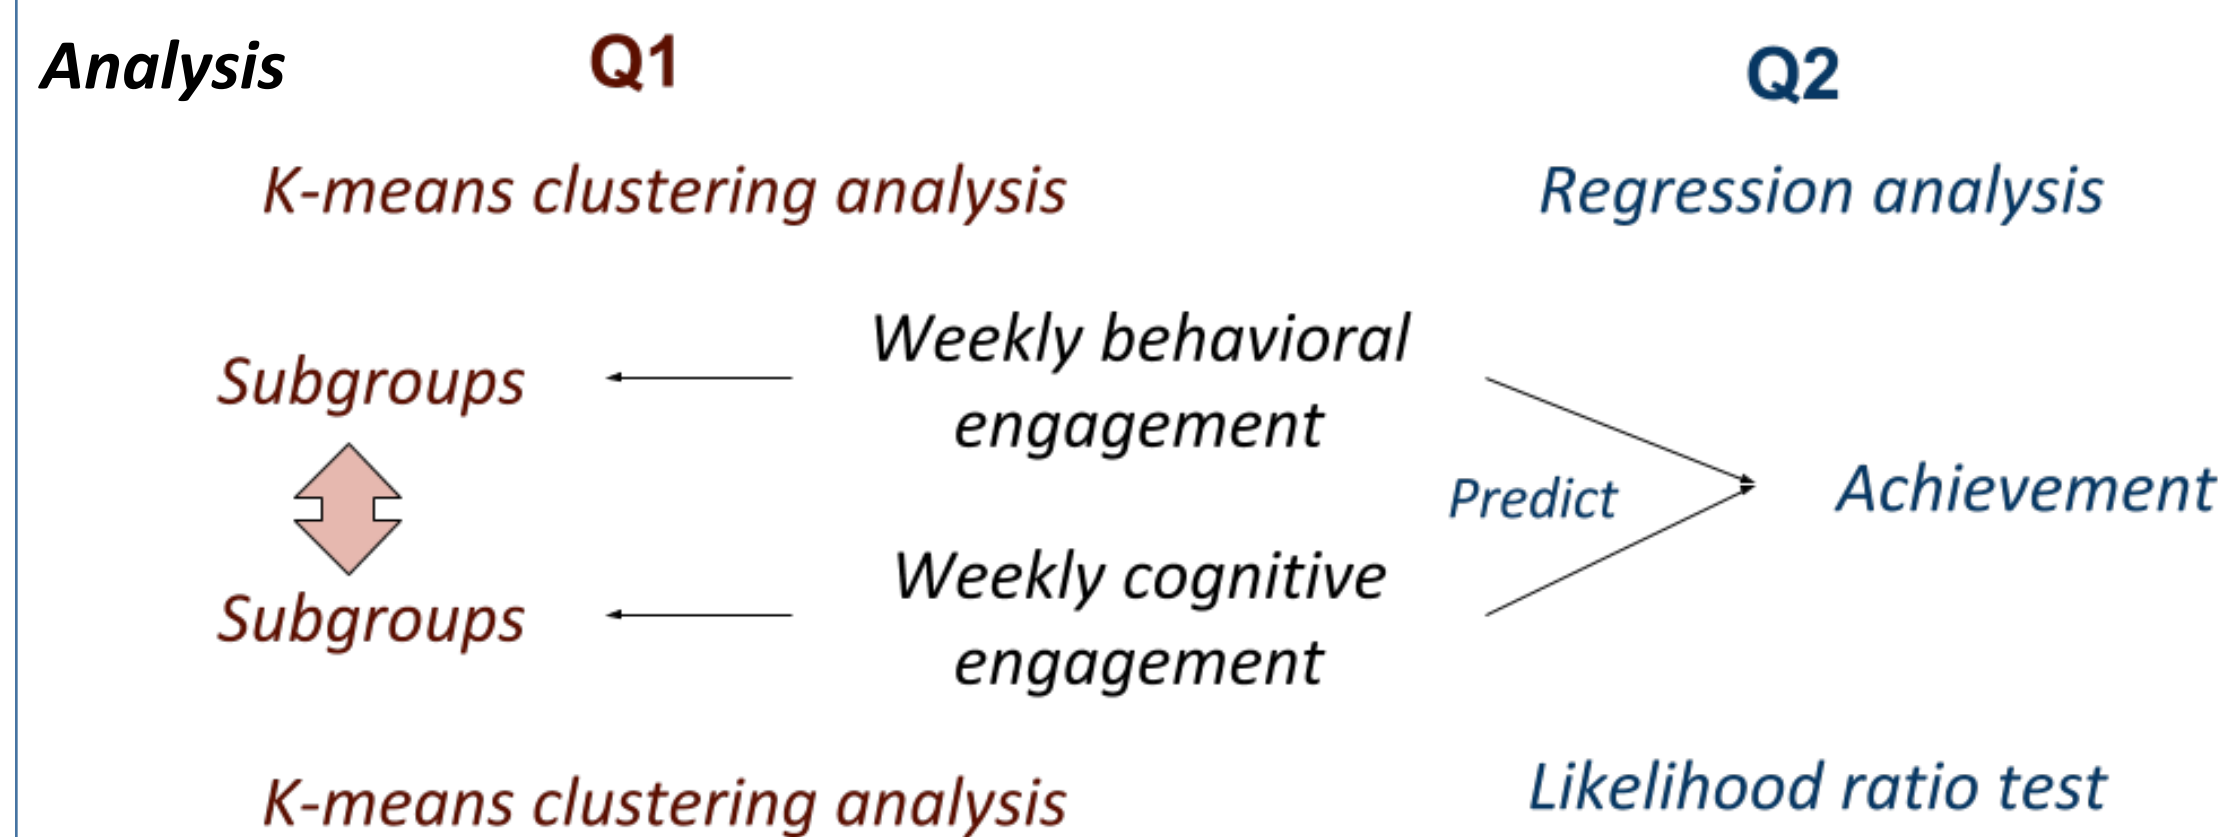 Analysis
Q1
Q2
K-means clustering analysis
Regression analysis
Subgroups
Weekly behavioral
engagement
Predict
Achievement
Subgroups
Weekly cognitive
engagement
K-means clustering analysis
Likelihood ratio test